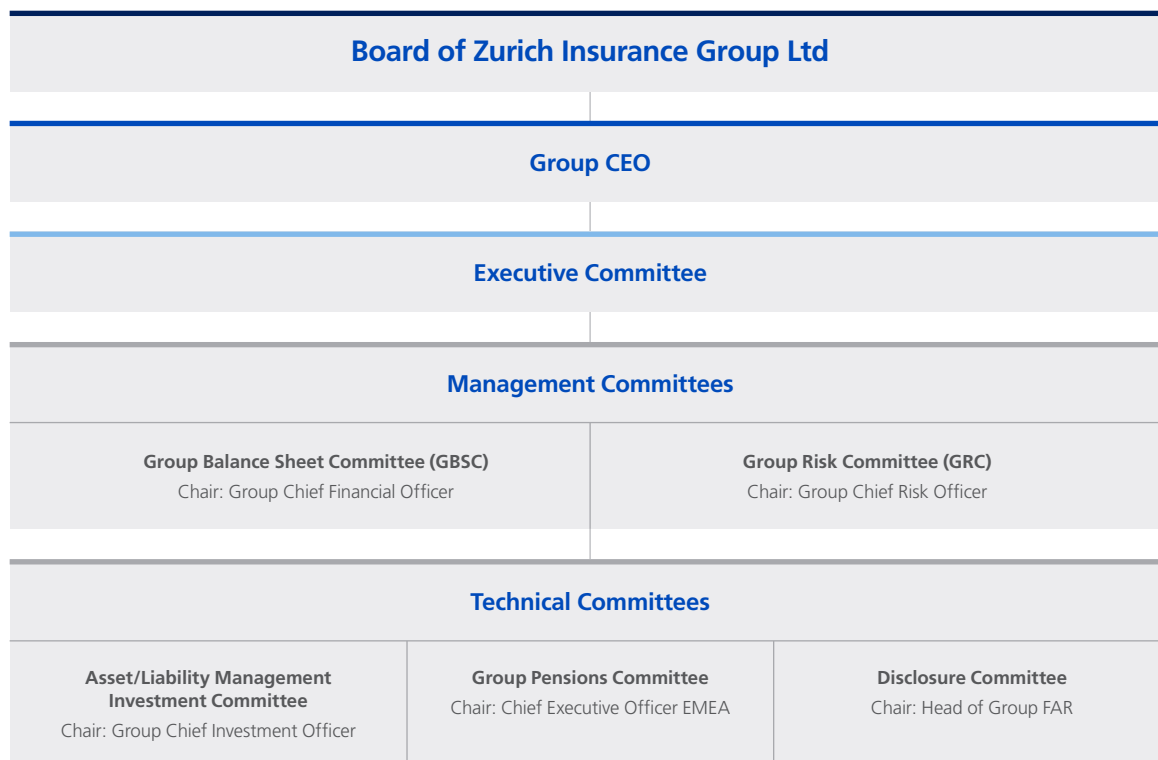 Board of Zurich Insurance Group Ltd
Group CEO
Executive Committee
Management Committees
Group Balance Sheet Committee (GBSC)
Chair: Group Chief Financial Officer
Group Risk Committee (GRC)
Chair: Group Chief Risk Officer
Technical Committees
Asset/Liability Management
Investment Committee
Chair: Group Chief Investment Officer
Group Pensions Committee
Chair: Chief Executive Officer EMEA
Disclosure Committee
Chair: Head of Group FAR